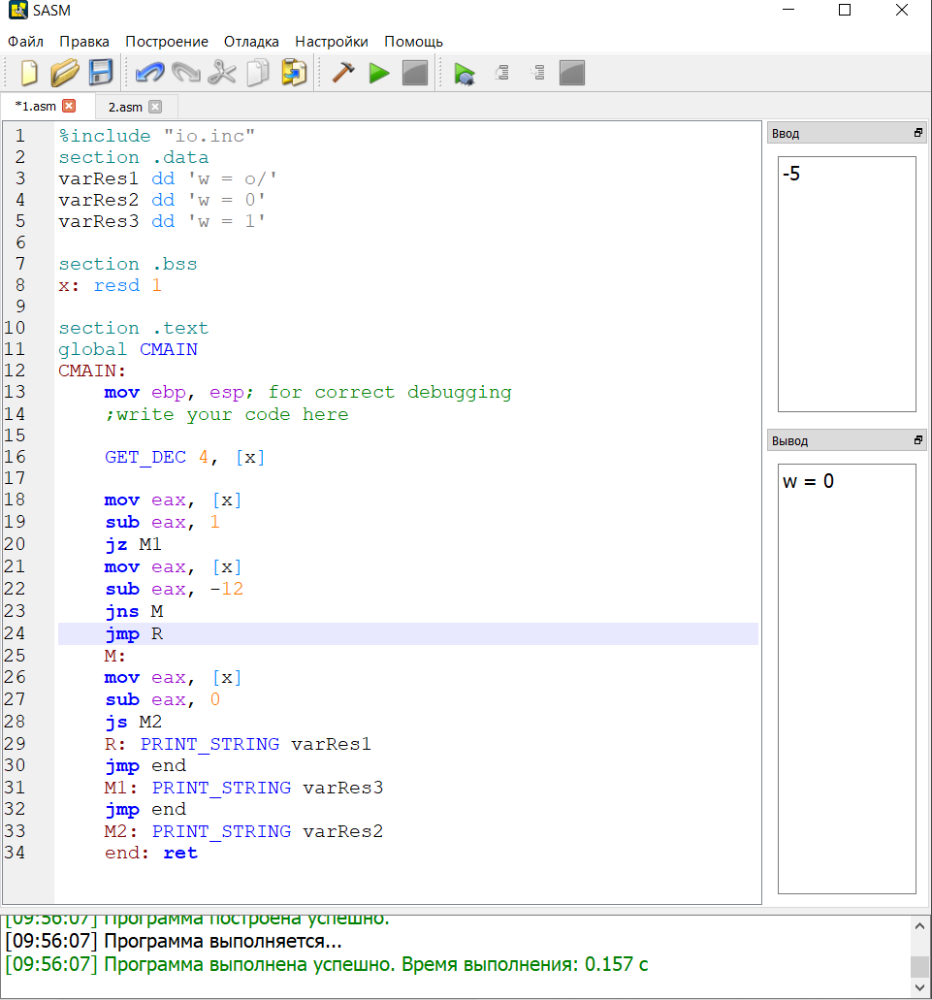 SASM
Файл Правка Построение Отладка Настройки Помощь
*1.asm 2.asm
1 %include "io.inc"
2 section .data
3 varRes1 dd 'w = o/'
4 varRes2 dd 'w = 0'
5 varRes3 dd 'w = 1'
6
7 section .bss
8 x: resd 1
9
10 section .text
11 global CMAIN
12 CMAIN:
13 mov ebp, esp; for correct debugging
14 ;write your code here
15
16 GET_DEC 4, [x]
17
18 mov eax, [x]
19 sub eax, 1
20 jz M1
21 mov eax, [x]
22 sub eax, -12
23 jns M
24 jmp R
25 M:
26 mov eax, [x]
27 sub eax, 0
28 js M2
29 R: PRINT_STRING varRes1
30 jmp end
31 M1: PRINT_STRING varRes3
32 jmp end
33 M2: PRINT_STRING varRes2
34 end: ret
Ввод
-5
Вывод
w = 0
[09:56:07] Программа построена успешно.
[09:56:07] Программа выполняется...
[09:56:07] Программа выполнена успешно. Время выполнения: 0.157 с